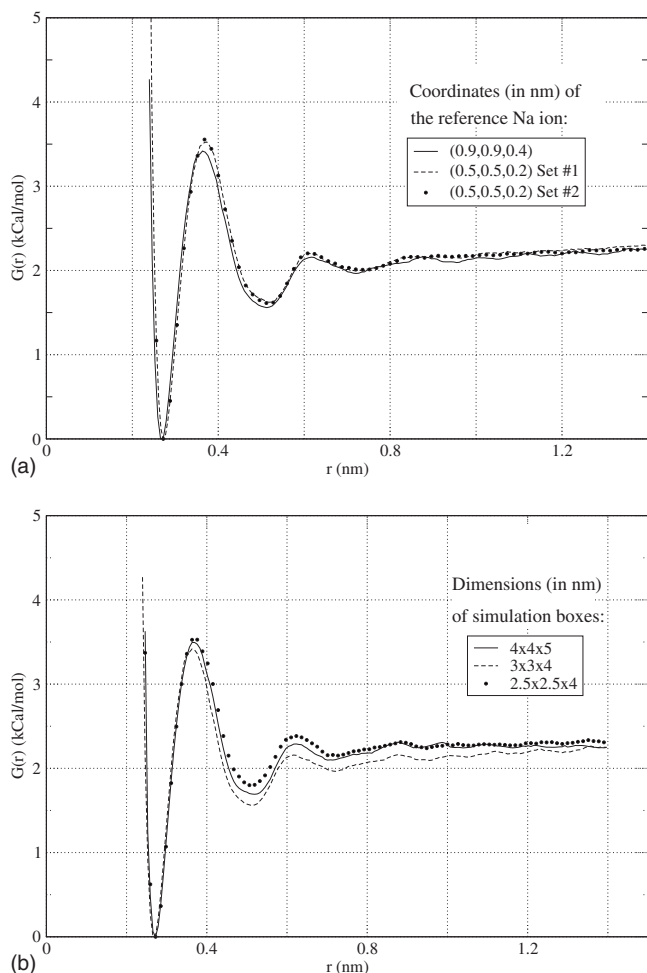 5
4
3
2
1
0
G(r) (kCal/mol)
Coordinates (in nm) of
the reference Na ion:
(0.9,0.9,0.4)
(0.5,0.5,0.2) Set #1
(0.5,0.5,0.2) Set #2
0 0.4 0.8 1.2
r (nm)
(a)
5
4
3
2
1
0
G(r) (kCal/mol)
Dimensions (in nm)
of simulation boxes:
4x4x5
3x3x4
2.5x2.5x4
0 0.4 0.8 1.2
r (nm)
(b)